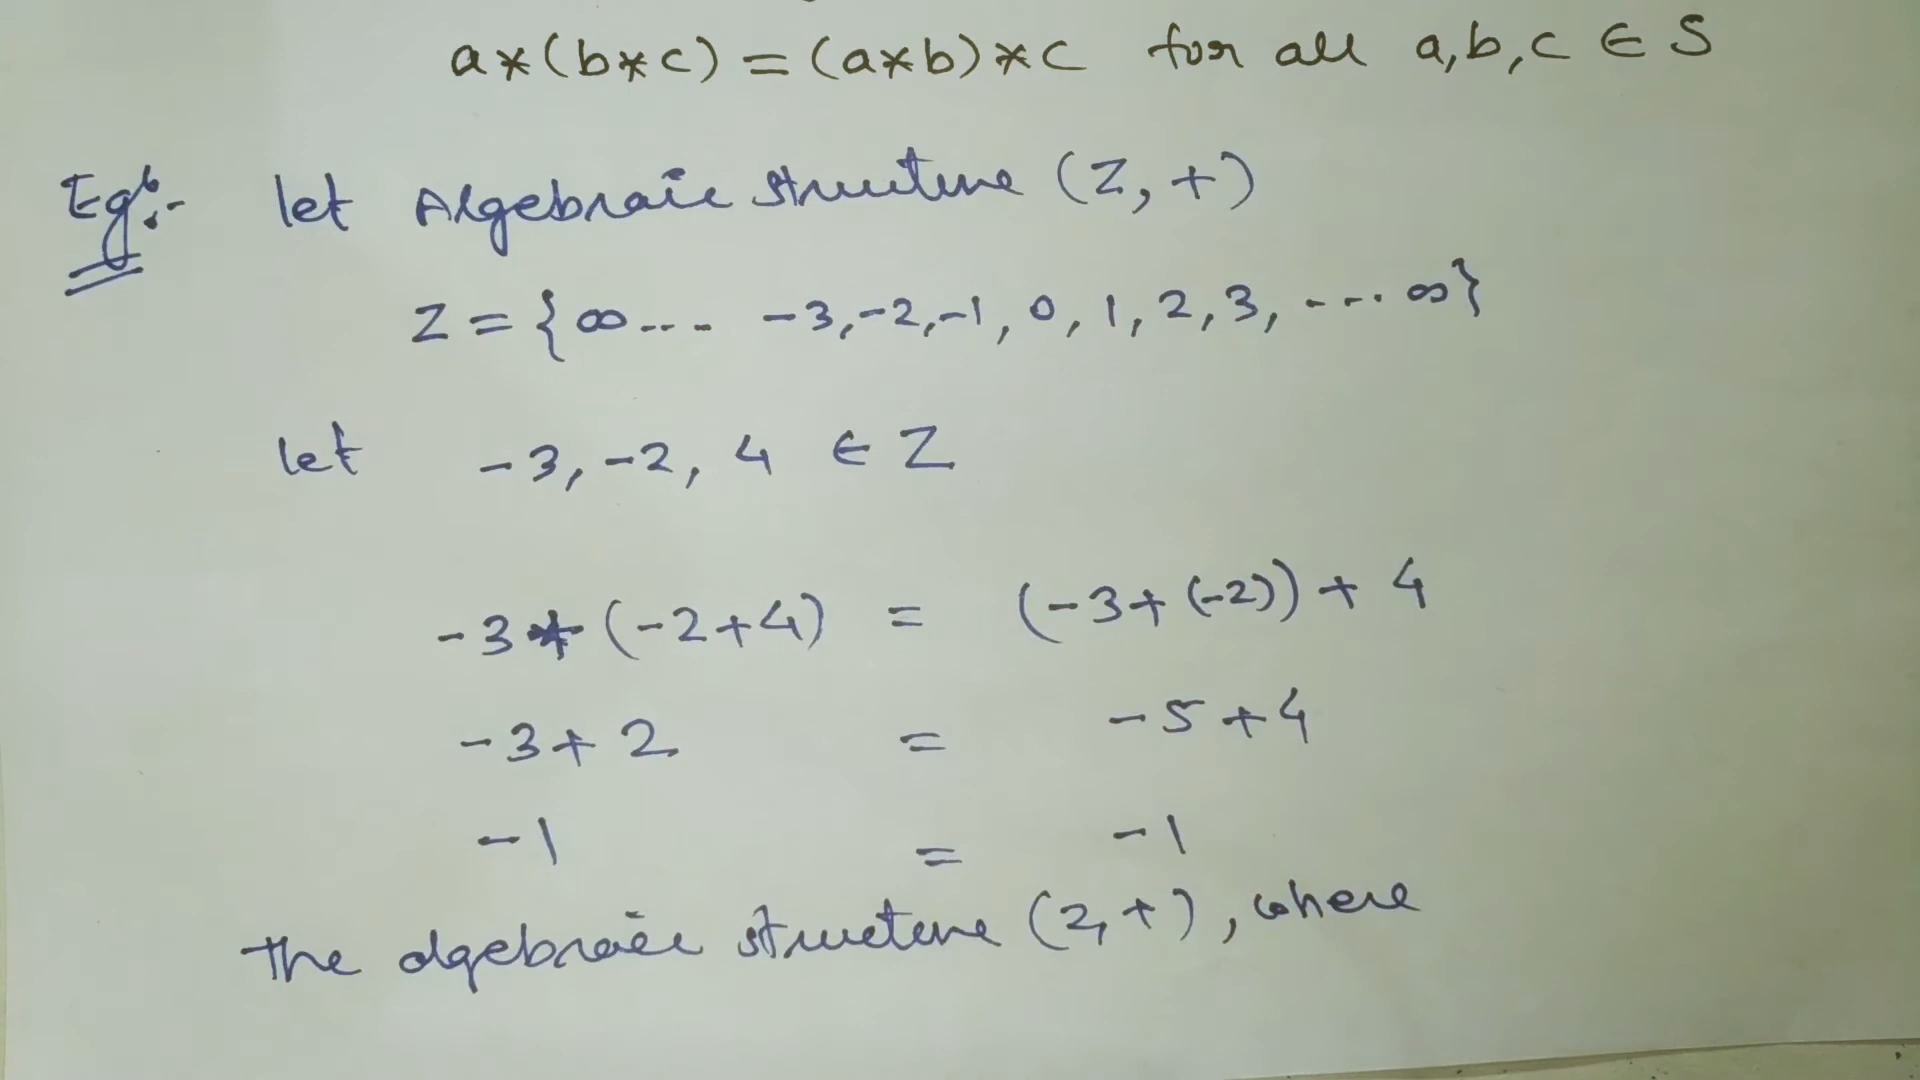 a*(b*c) = (a*b)*c for all a,b,c ∈ S
Eg:- let Algebraic structure (Z, +)
Z = {∞... -3,-2,-1, 0, 1, 2, 3, .... ∞}
let -3, -2, 4 ∈ Z
-3 + (-2+4) = (-3+(-2)) + 4
-3+2 = -5+4
-1 = -1
The algebraic structure (Z,+), where